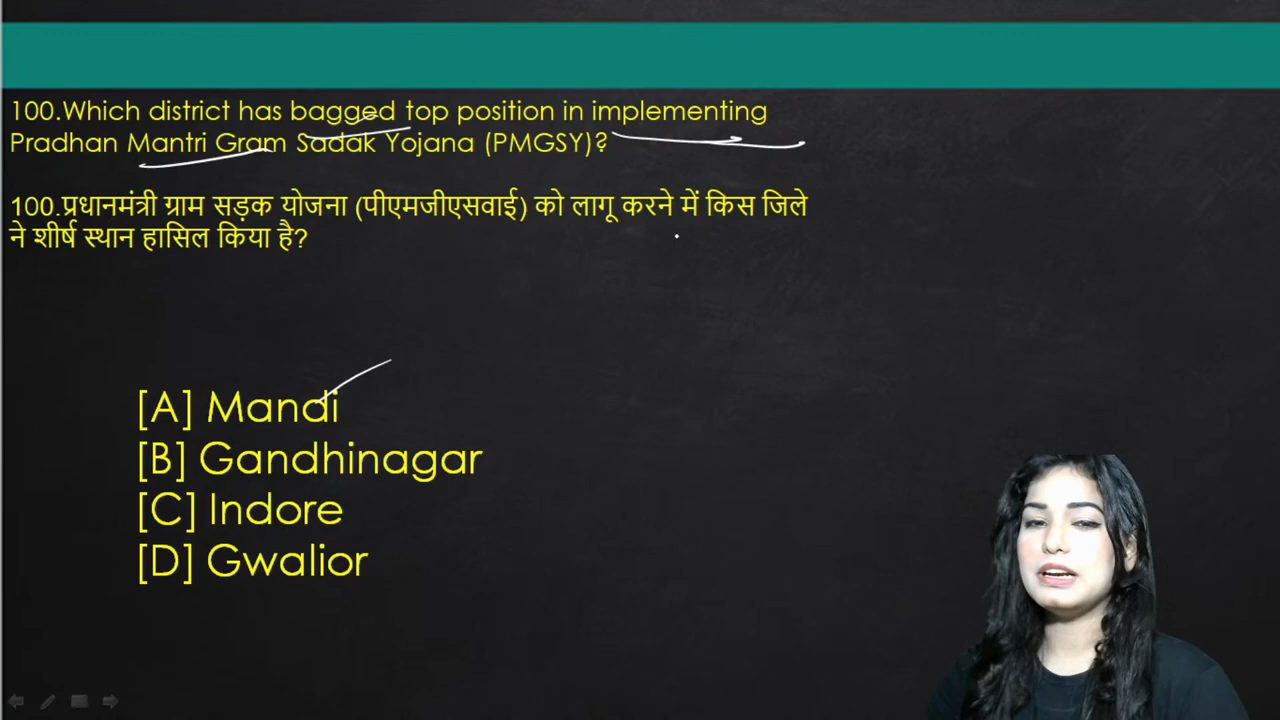 100.Which district has bagged top position in implementing
Pradhan Mantri Gram Sadak Yojana (PMGSY)?
100.प्रधानमंत्री ग्राम सड़क योजना (पीएमजीएसवाई) को लागू करने में किस जिले
ने शीर्ष स्थान हासिल किया है?
[A] Mandi
[B] Gandhinagar
[C] Indore
[D] Gwalior